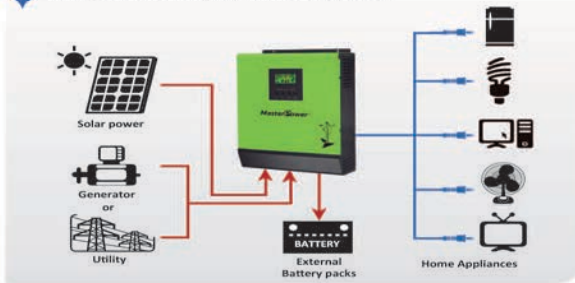 Solar power
Generator
or
Utility
MasterPower
BATTERY
External
Battery packs
Home Appliances